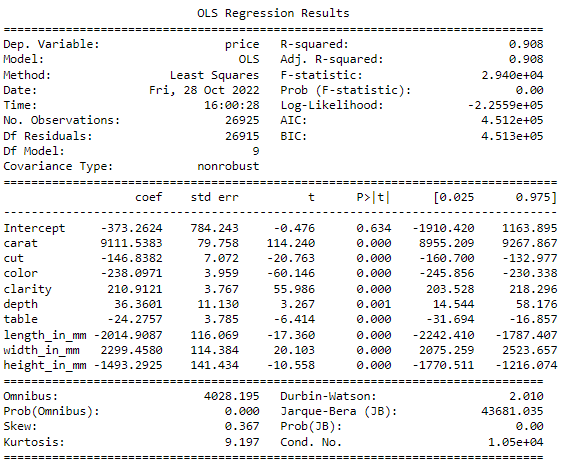 OLS Regression Results
==============================================================================
Dep. Variable: price R-squared: 0.908
Model: OLS Adj. R-squared: 0.908
Method: Least Squares F-statistic: 2.940e+04
Date: Fri, 28 Oct 2022 Prob (F-statistic): 0.00
Time: 16:00:28 Log-Likelihood: -2.2559e+05
No. Observations: 26925 AIC: 4.512e+05
Df Residuals: 26915 BIC: 4.513e+05
Df Model: 9
Covariance Type: nonrobust
================================================================================
coef std err t P>|t| [0.025 0.975]
--------------------------------------------------------------------------------
Intercept -373.2624 784.243 -0.476 0.634 -1910.420 1163.895
carat 9111.5383 79.758 114.240 0.000 8955.209 9267.867
cut -146.8382 7.072 -20.763 0.000 -160.700 -132.977
color -238.0971 3.959 -60.146 0.000 -245.856 -230.338
clarity 210.9121 3.767 55.986 0.000 203.528 218.296
depth 36.3601 11.130 3.267 0.001 14.544 58.176
table -24.2757 3.785 -6.414 0.000 -31.694 -16.857
length_in_mm -2014.9087 116.069 -17.360 0.000 -2242.410 -1787.407
width_in_mm 2299.4580 114.384 20.103 0.000 2075.259 2523.657
height_in_mm -1493.2925 141.434 -10.558 0.000 -1770.511 -1216.074
==============================================================================
Omnibus: 4028.195 Durbin-Watson: 2.010
Prob(Omnibus): 0.000 Jarque-Bera (JB): 43681.035
Skew: 0.367 Prob(JB): 0.00
Kurtosis: 9.197 Cond. No. 1.05e+04
==============================================================================